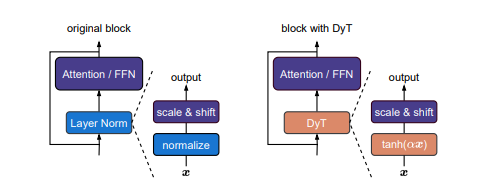 original block
Attention / FFN
Layer Norm
output
scale & shift
normalize
x
block with DyT
Attention / FFN
DyT
output
scale & shift
tanh(αx)
x